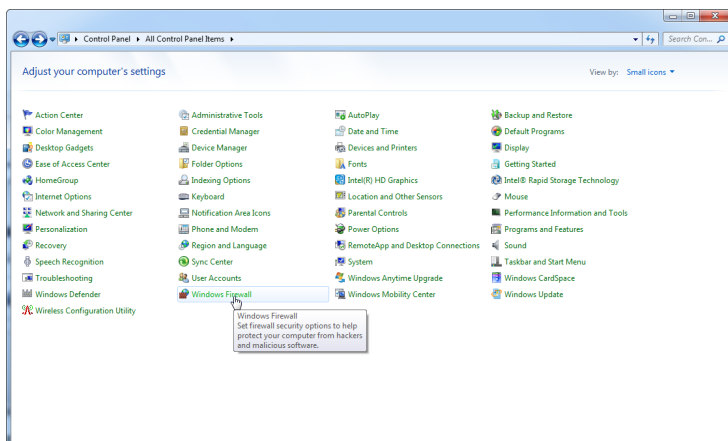 Control Panel ▸ All Control Panel Items ▸
Search Con...
Adjust your computer's settings
View by: Small icons
Action Center
Administrative Tools
AutoPlay
Backup and Restore
Color Management
Credential Manager
Date and Time
Default Programs
Desktop Gadgets
Device Manager
Devices and Printers
Display
Ease of Access Center
Folder Options
Fonts
Getting Started
HomeGroup
Indexing Options
Intel(R) HD Graphics
Intel® Rapid Storage Technology
Internet Options
Keyboard
Location and Other Sensors
Mouse
Network and Sharing Center
Notification Area Icons
Parental Controls
Performance Information and Tools
Personalization
Phone and Modem
Power Options
Programs and Features
Recovery
Region and Language
RemoteApp and Desktop Connections
Sound
Speech Recognition
Sync Center
System
Taskbar and Start Menu
Troubleshooting
User Accounts
Windows Anytime Upgrade
Windows CardSpace
Windows Defender
Windows Firewall
Windows Mobility Center
Windows Update
Wireless Configuration Utility
Windows Firewall
Set firewall security options to help
protect your computer from hackers
and malicious software.